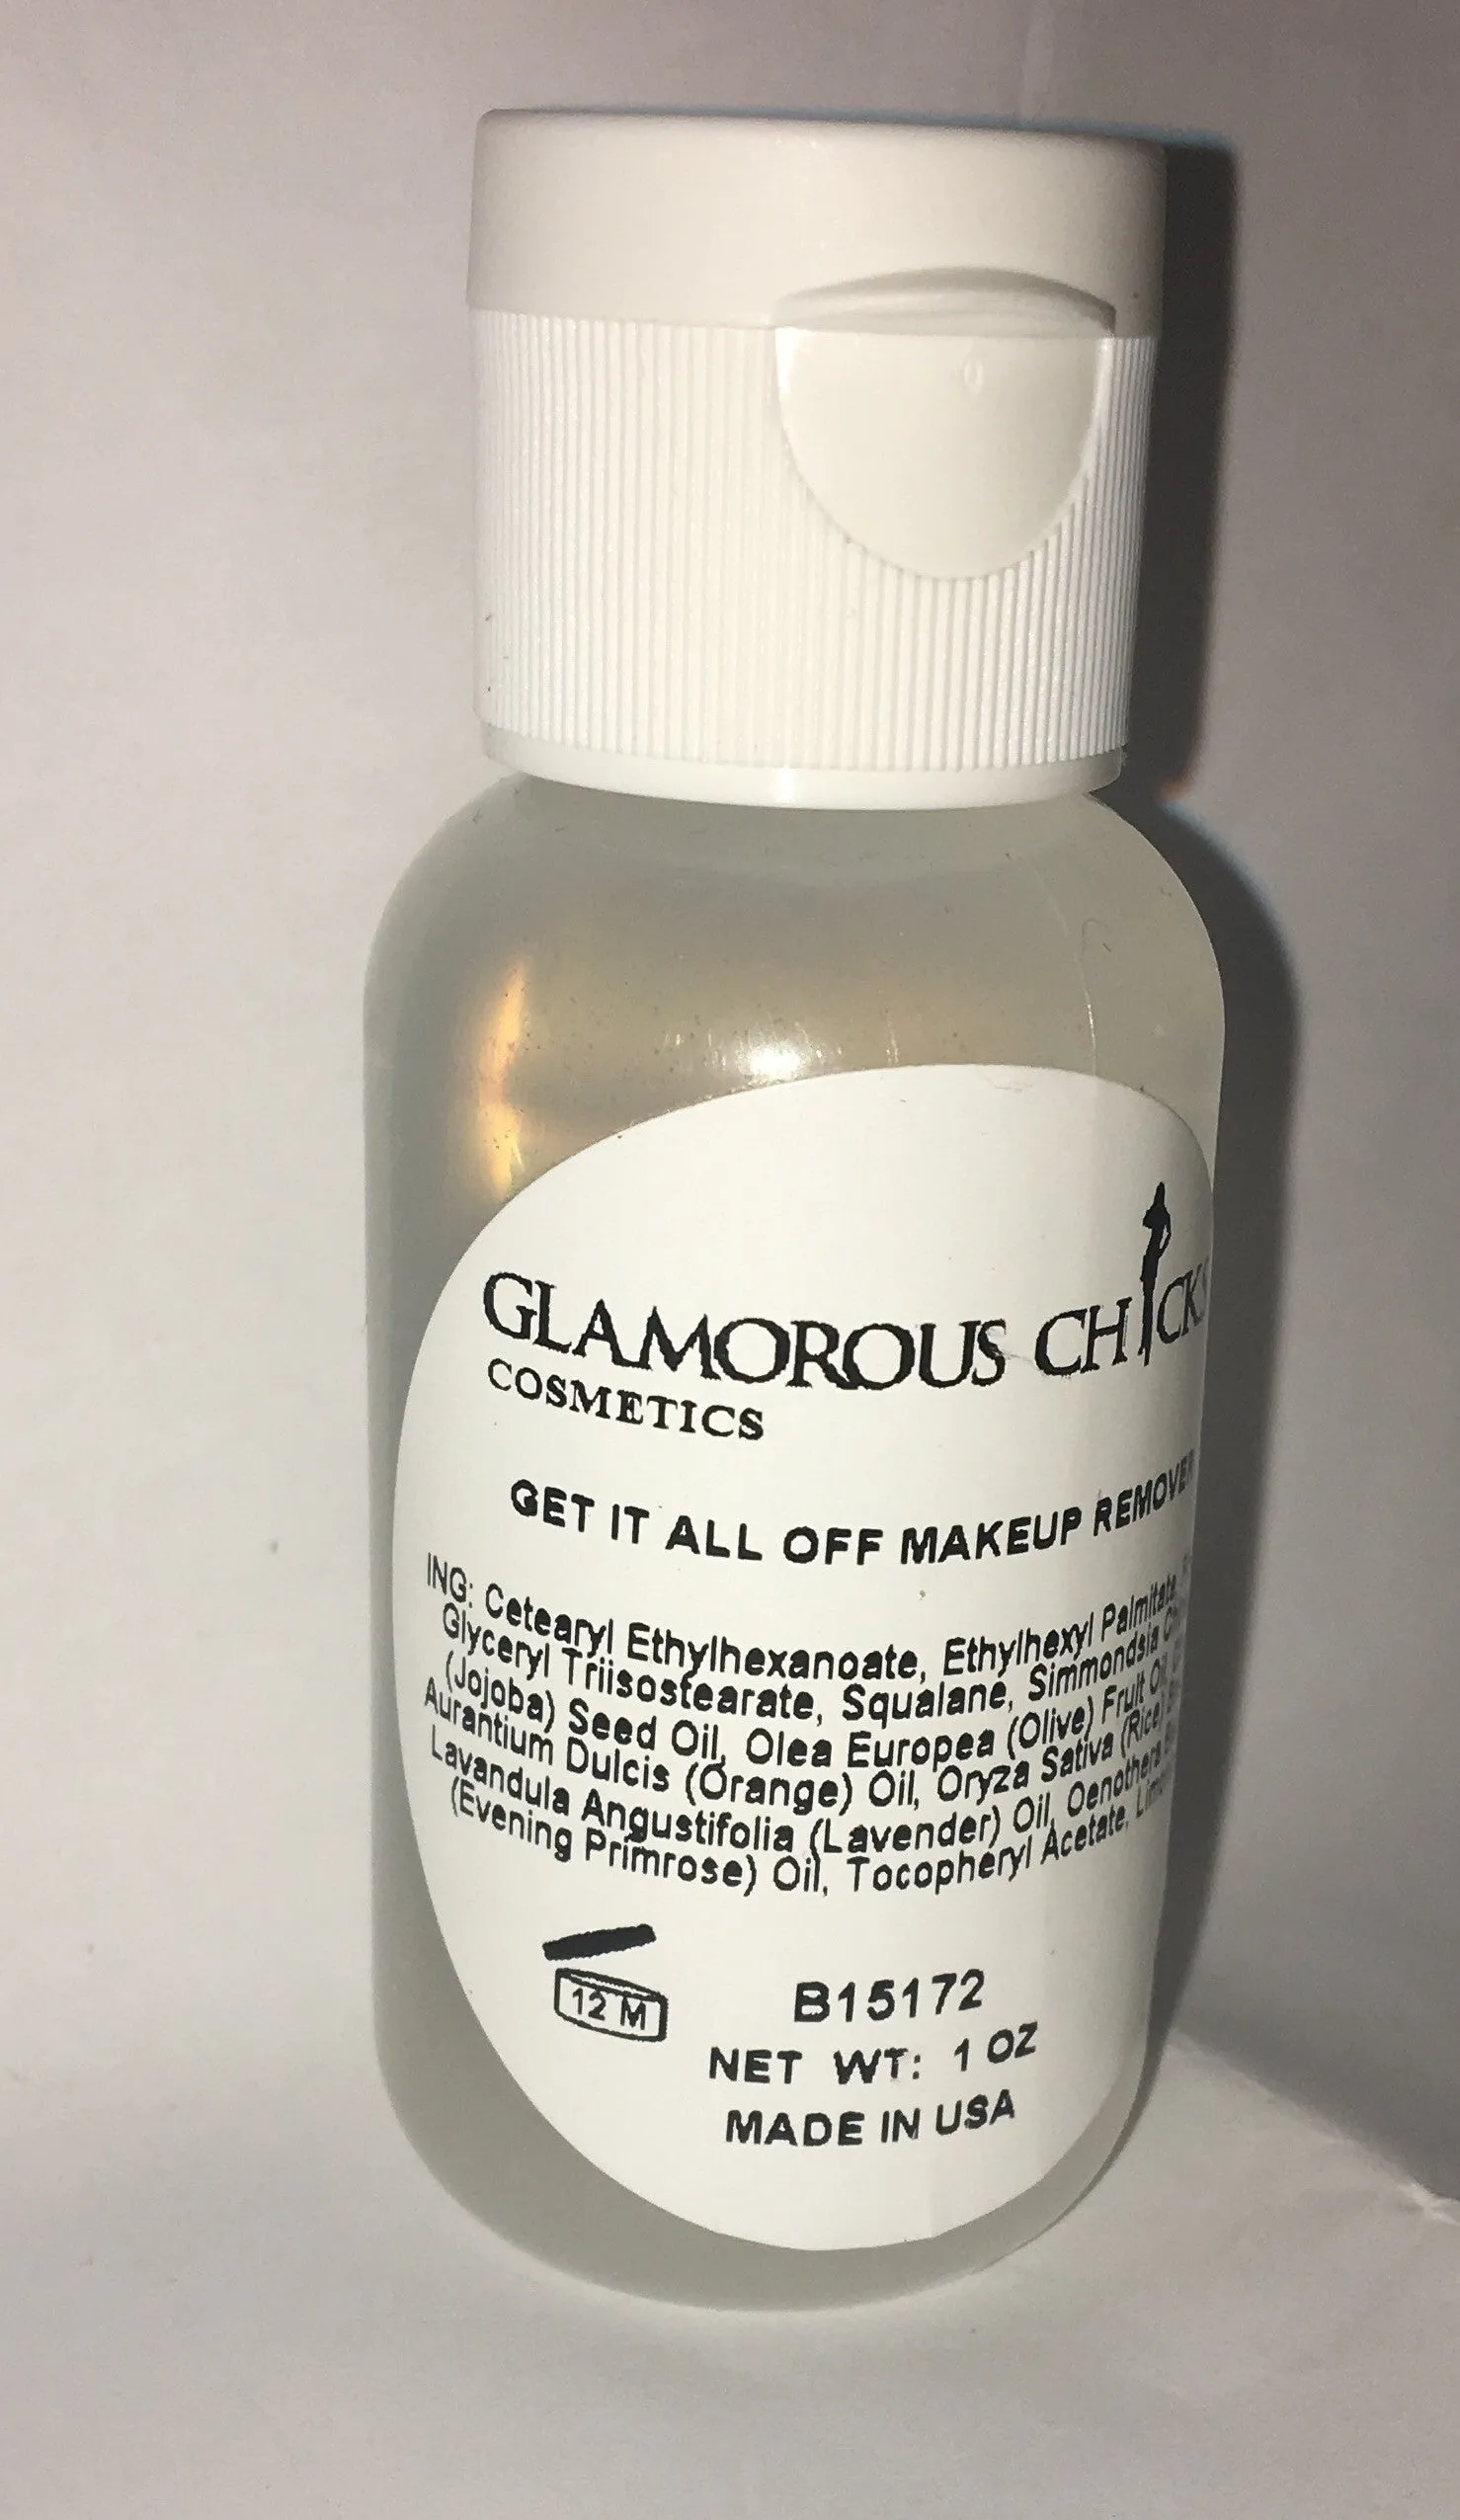 GLAMOROUS CHICKS
COSMETICS
GET IT ALL OFF MAKEUP REMOVER
ING: Cetearyl Ethylhexanoate, Ethylhexyl Palmitate,
Glyceryl Triisostearate, Squalane, Simmondsia
(Jojoba) Seed Oil, Olea Europea (Olive) Fruit Oil,
Aurantium Dulcis (Orange) Oil, Oryza Sativa (Rice)
Lavandula Angustifolia (Lavender) Oil, Oenothera
(Evening Primrose) Oil, Tocopheryl Acetate,
12 M
B15172
NET WT: 1 OZ
MADE IN USA